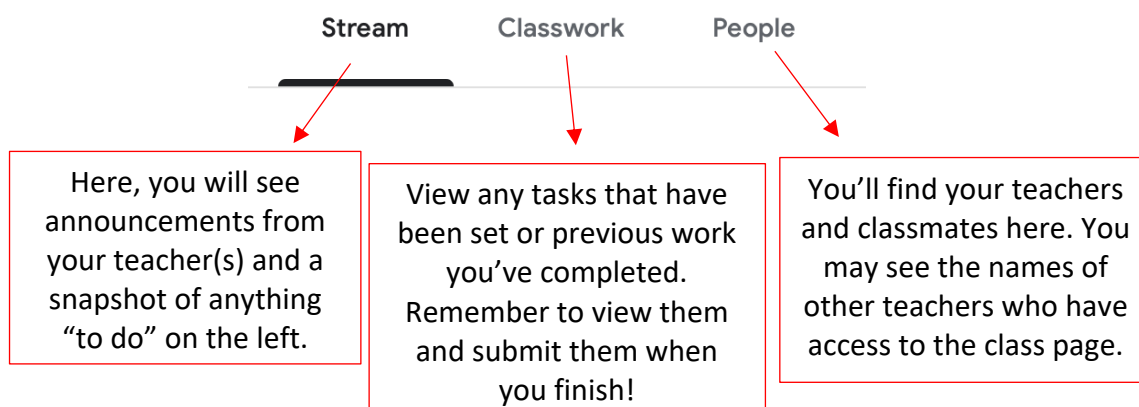 Stream Classwork People
Here, you will see
announcements from
your teacher(s) and a
snapshot of anything
“to do” on the left.
View any tasks that have
been set or previous work
you’ve completed.
Remember to view them
and submit them when
you finish!
You’ll find your teachers
and classmates here. You
may see the names of
other teachers who have
access to the class page.